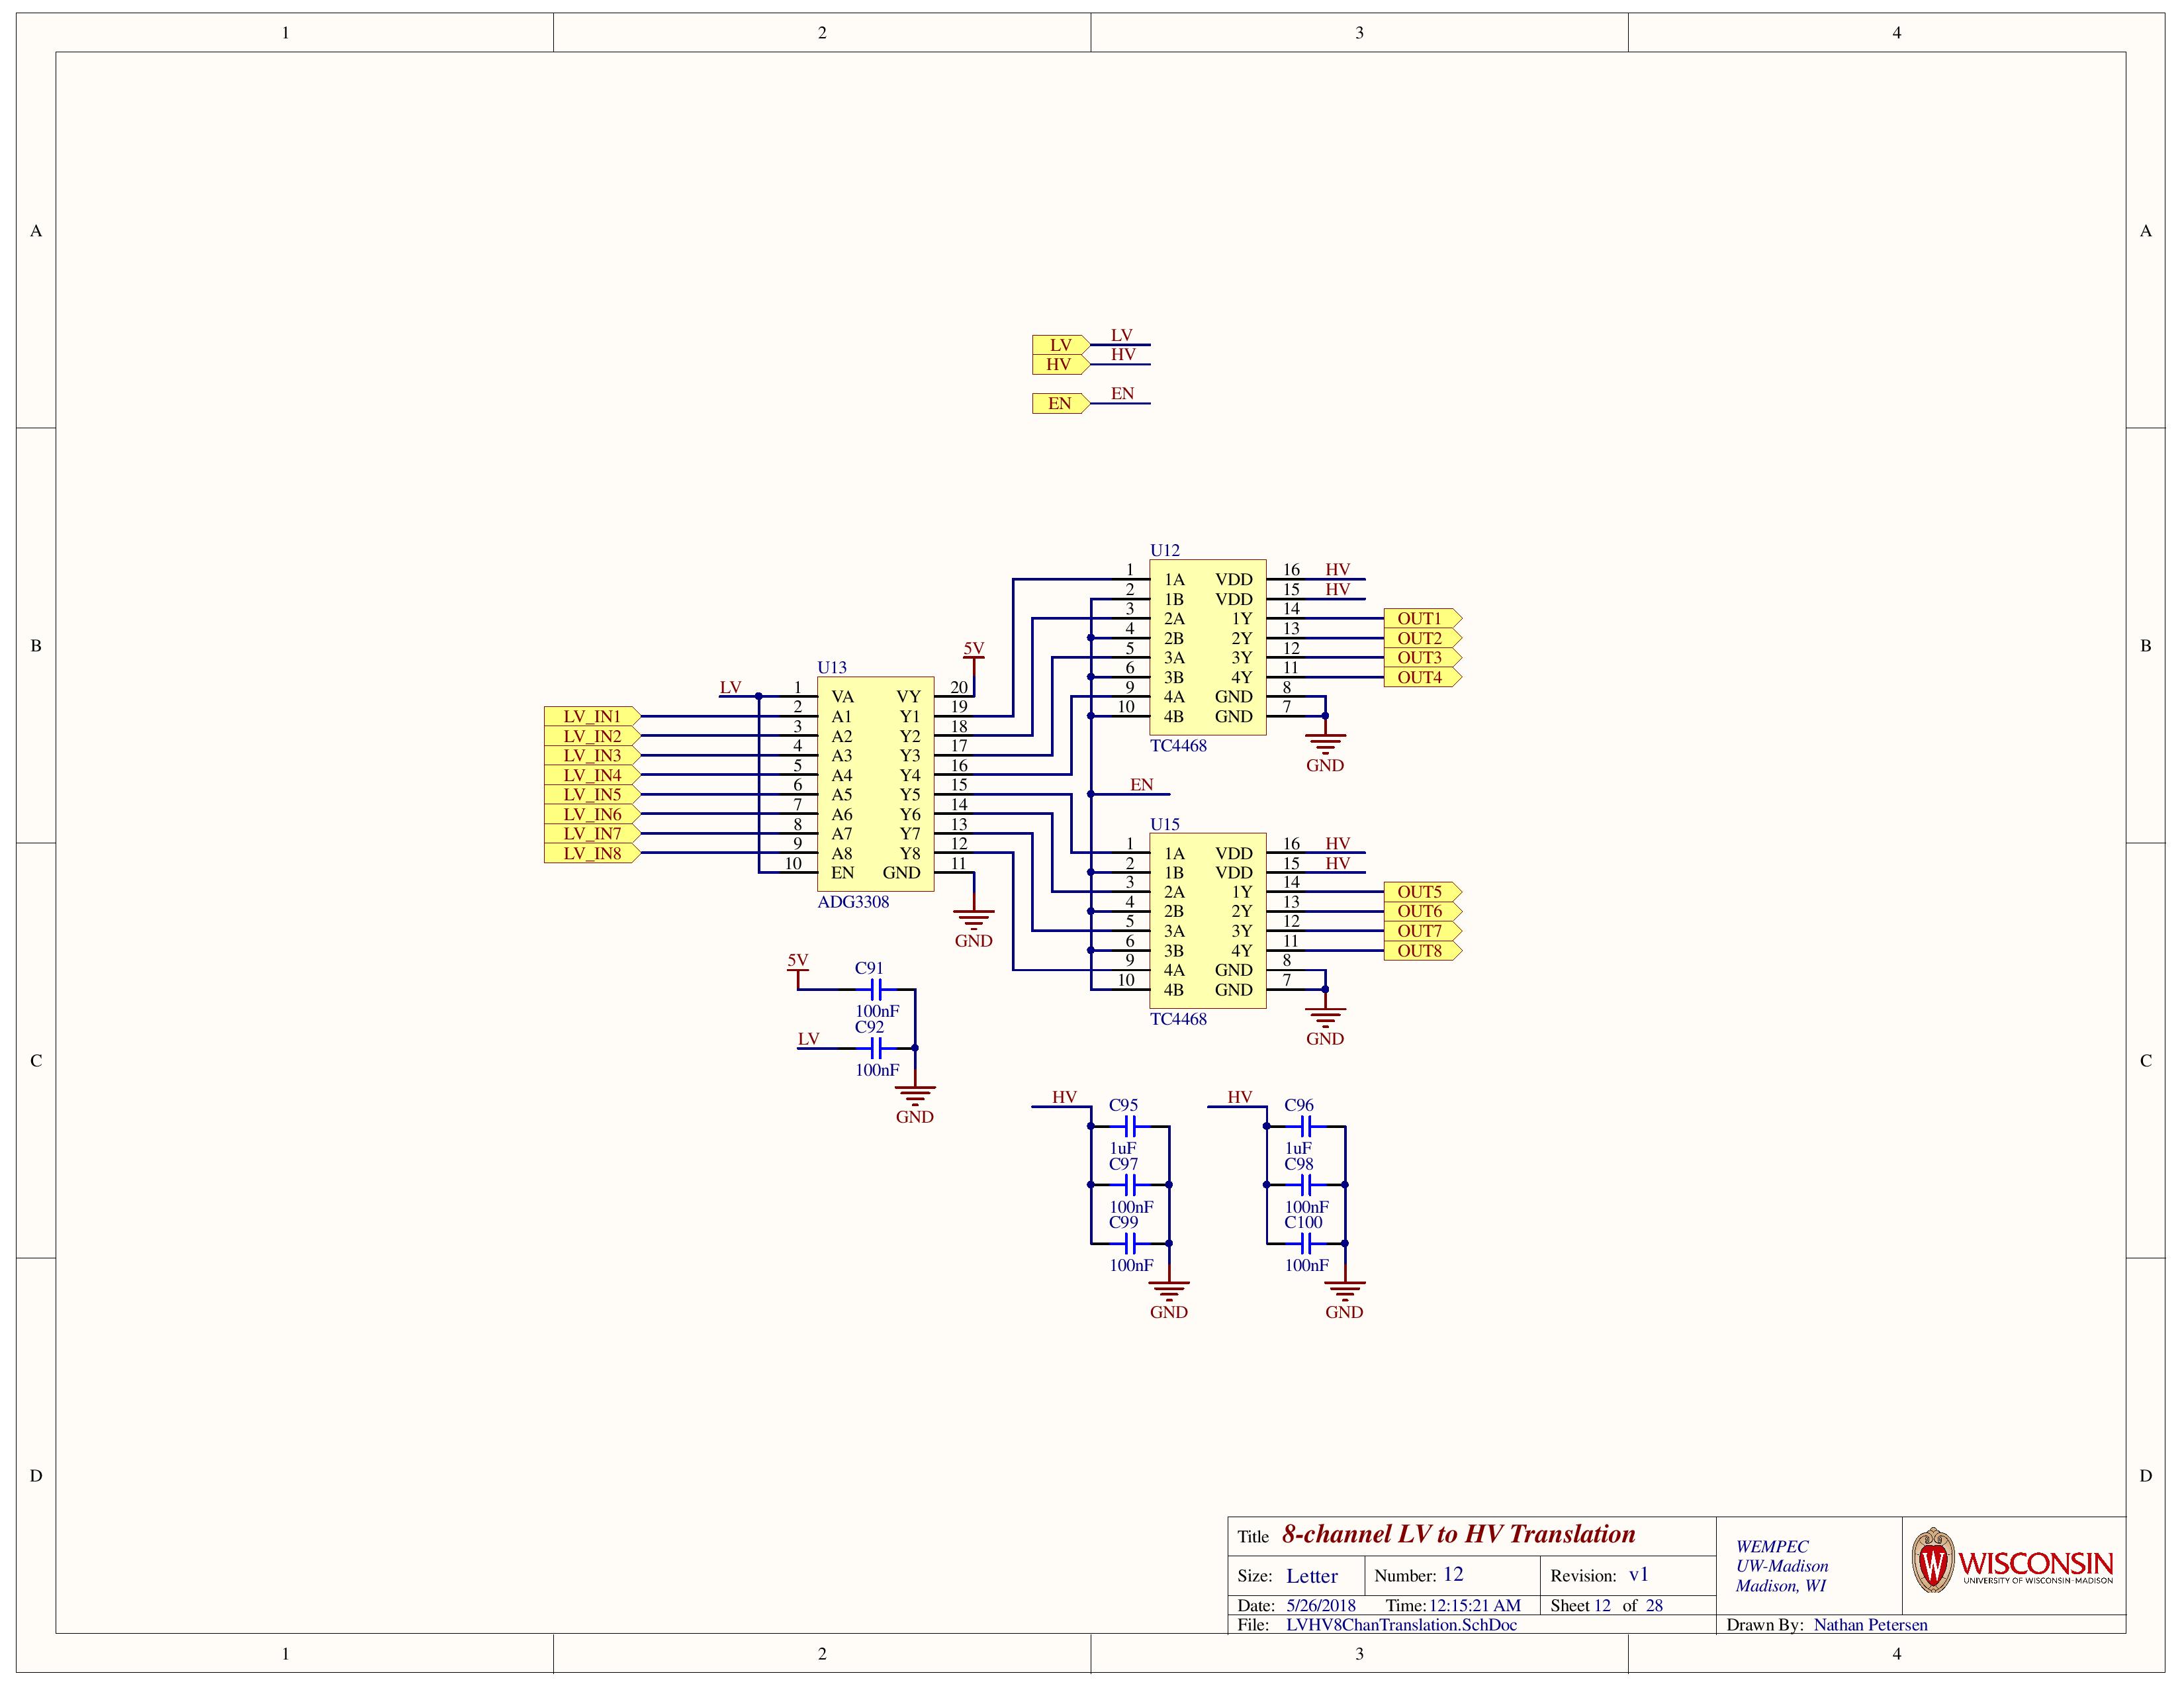 1 2 3 4
A A
LV LV
HV HV
EN EN
B B
U12
1 1A VDD 16 HV
2 1B VDD 15 HV
3 2A 1Y 14 OUT1
4 2B 2Y 13 OUT2
5 3A 3Y 12 OUT3
6 3B 4Y 11 OUT4
9 4A GND 8
10 4B GND 7
TC4468
GND
5V
U13
LV 1 VA VY 20
LV_IN1 2 A1 Y1 19
LV_IN2 3 A2 Y2 18
LV_IN3 4 A3 Y3 17
LV_IN4 5 A4 Y4 16
LV_IN5 6 A5 Y5 15
LV_IN6 7 A6 Y6 14
LV_IN7 8 A7 Y7 13
LV_IN8 9 A8 Y8 12
10 EN GND 11
ADG3308
GND
EN
U15
1 1A VDD 16 HV
2 1B VDD 15 HV
3 2A 1Y 14 OUT5
4 2B 2Y 13 OUT6
5 3A 3Y 12 OUT7
6 3B 4Y 11 OUT8
9 4A GND 8
10 4B GND 7
TC4468
GND
5V C91
100nF
LV C92
100nF
GND
C C
HV C95
1uF
C97
100nF
C99
100nF
GND
HV C96
1uF
C98
100nF
C100
100nF
GND
D D
Title 8-channel LV to HV Translation
Size: Letter Number: 12 Revision: v1
Date: 5/26/2018 Time: 12:15:21 AM Sheet 12 of 28
File: LVHV8ChanTranslation.SchDoc
WEMPEC
UW-Madison
Madison, WI
W WISCONSIN
UNIVERSITY OF WISCONSIN-MADISON
Drawn By: Nathan Petersen
1 2 3 4